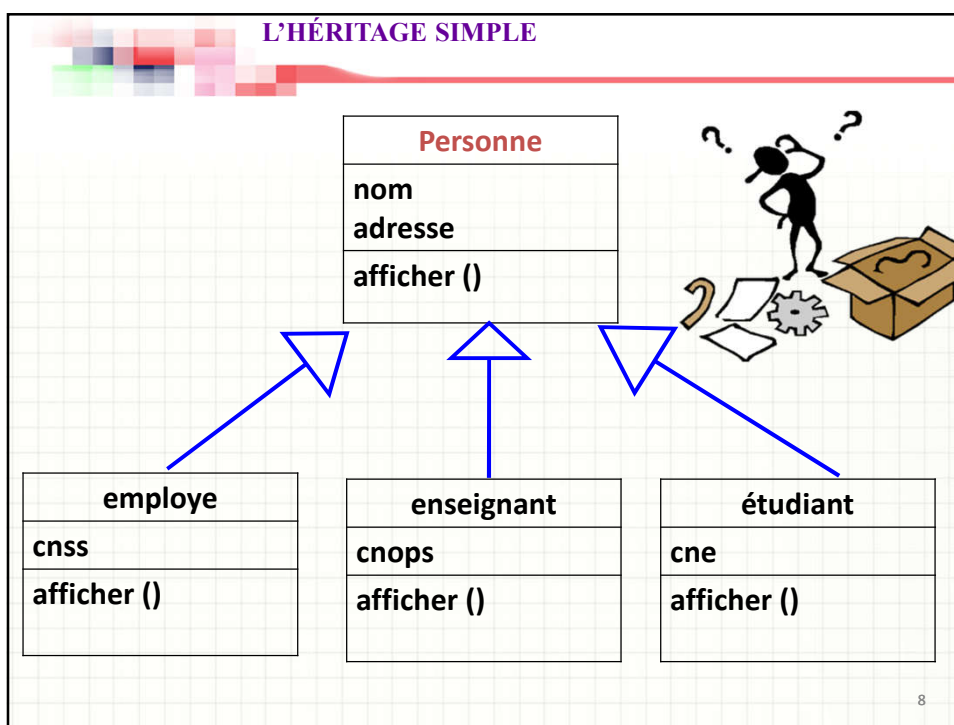 L'HÉRITAGE SIMPLE
Personne
nom
adresse
afficher ()
employe
cnss
afficher ()
enseignant
cnops
afficher ()
étudiant
cne
afficher ()
8